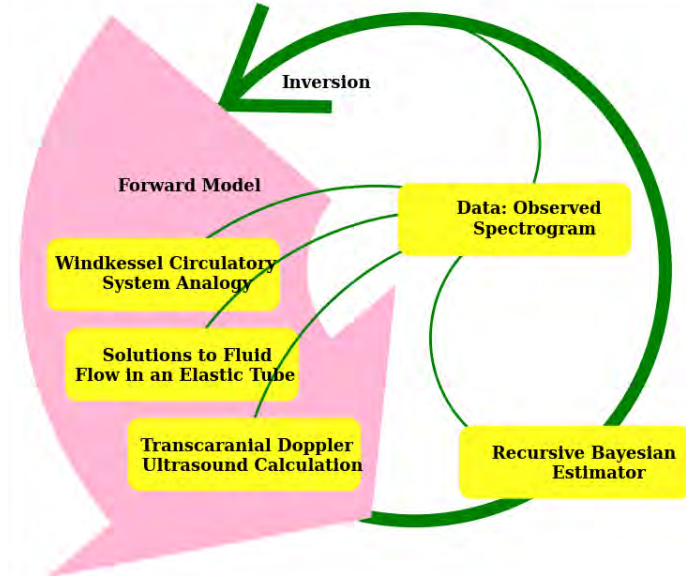 Inversion
Forward Model
Data: Observed
Spectrogram
Windkessel Circulatory
System Analogy
Solutions to Fluid
Flow in an Elastic Tube
Transcaranial Doppler
Ultrasound Calculation
Recursive Bayesian
Estimator